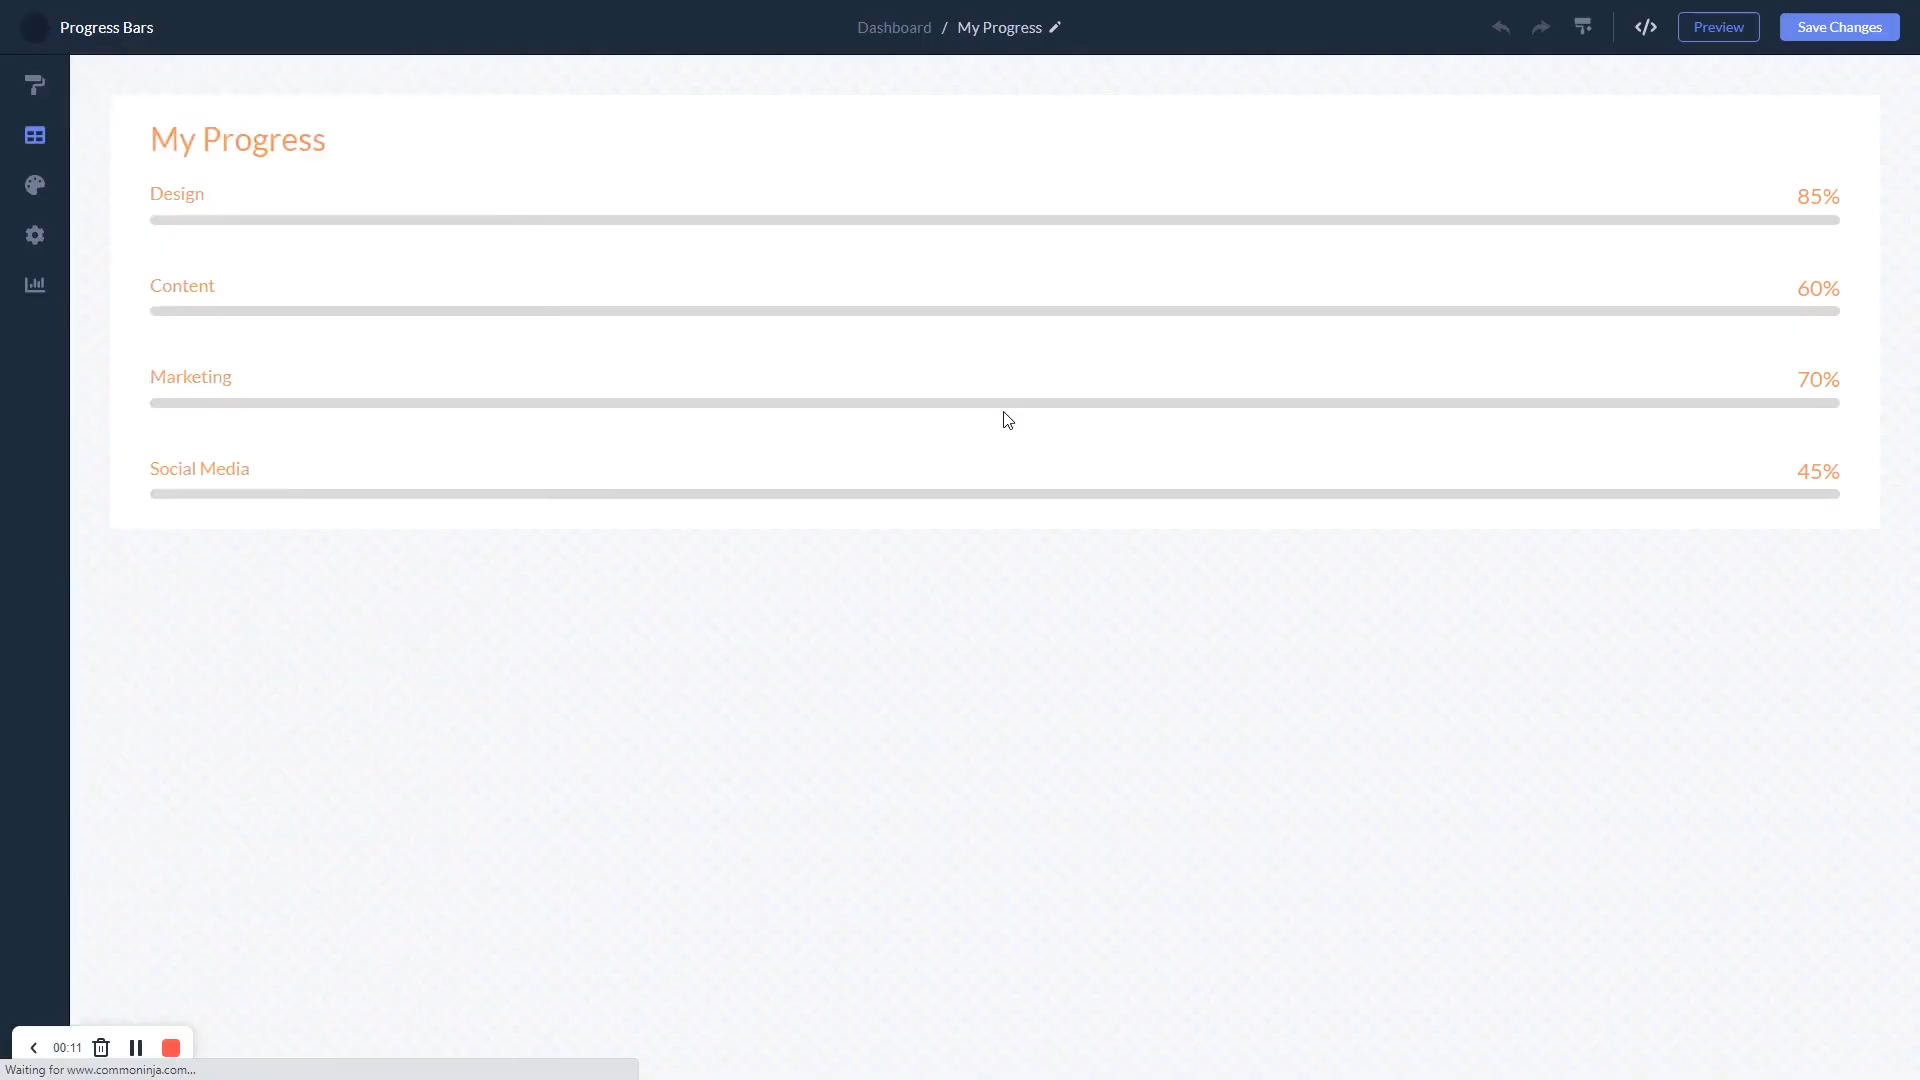 Progress Bars
Dashboard / My Progress
Preview
Save Changes
My Progress
Design
85%
Content
60%
Marketing
70%
Social Media
45%
00:11
Waiting for www.commoninja.com...